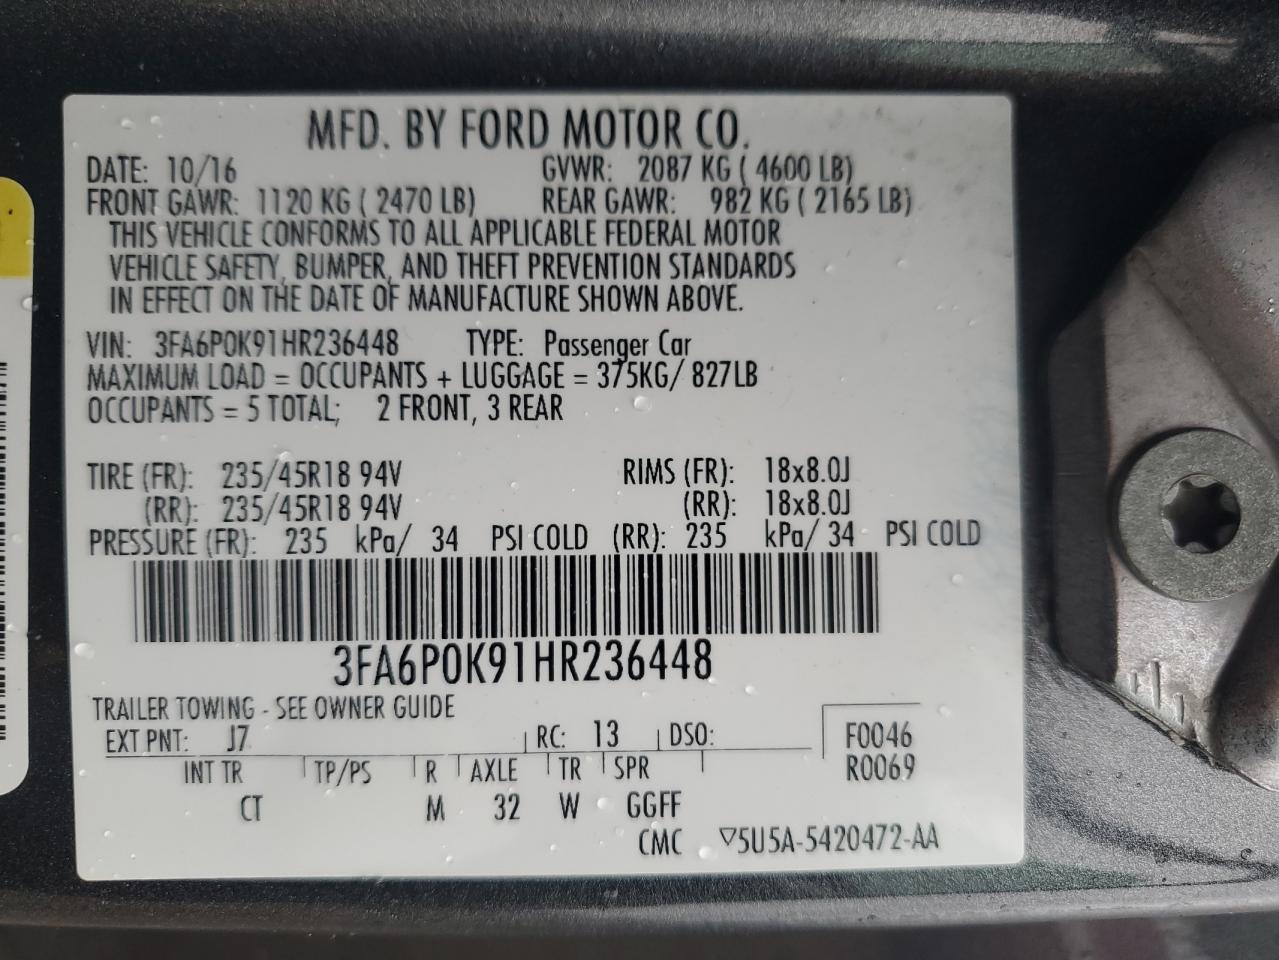 MFD. BY FORD MOTOR CO.
DATE: 10/16 GVWR: 2087 KG ( 4600 LB)
FRONT GAWR: 1120 KG ( 2470 LB) REAR GAWR: 982 KG ( 2165 LB)
THIS VEHICLE CONFORMS TO ALL APPLICABLE FEDERAL MOTOR
VEHICLE SAFETY, BUMPER, AND THEFT PREVENTION STANDARDS
IN EFFECT ON THE DATE OF MANUFACTURE SHOWN ABOVE.
VIN: 3FA6P0K91HR236448 TYPE: Passenger Car
MAXIMUM LOAD = OCCUPANTS + LUGGAGE = 375KG/ 827LB
OCCUPANTS = 5 TOTAL; 2 FRONT, 3 REAR
TIRE (FR): 235/45R18 94V RIMS (FR): 18x8.0J
(RR): 235/45R18 94V (RR): 18x8.0J
PRESSURE (FR): 235 kPa/ 34 PSI COLD (RR): 235 kPa/ 34 PSI COLD
3FA6P0K91HR236448
TRAILER TOWING - SEE OWNER GUIDE
EXT PNT: J7 RC: 13 DSO: F0046
R0069
INT TR TP/PS R AXLE TR SPR
CT M 32 W GGFF
CMC ▽5U5A-5420472-AA